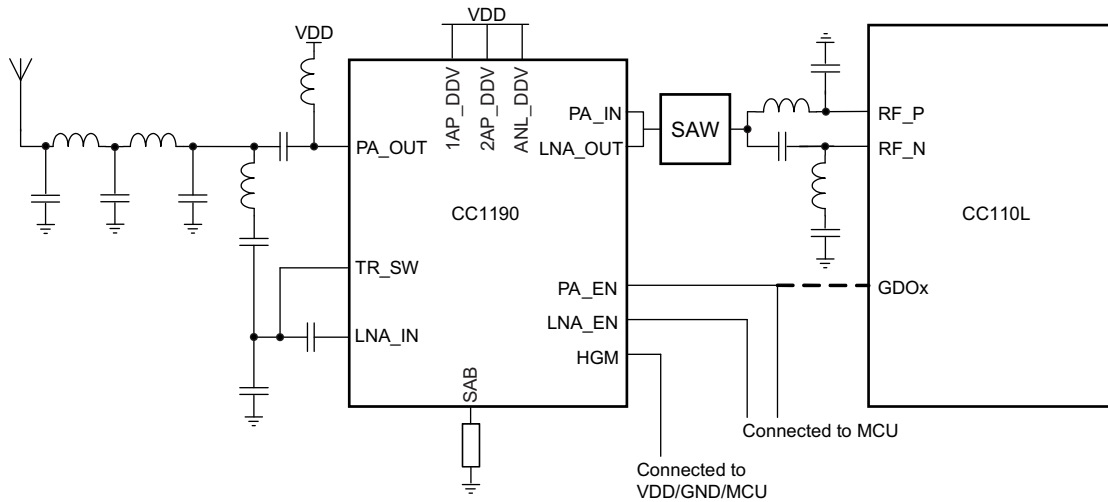 VDD
VDD
1AP_DDV
2AP_DDV
ANL_DDV
PA_OUT
TR_SW
LNA_IN
SAB
CC1190
PA_IN
LNA_OUT
PA_EN
LNA_EN
HGM
SAW
RF_P
RF_N
CC110L
GDOx
Connected to MCU
Connected to
VDD/GND/MCU